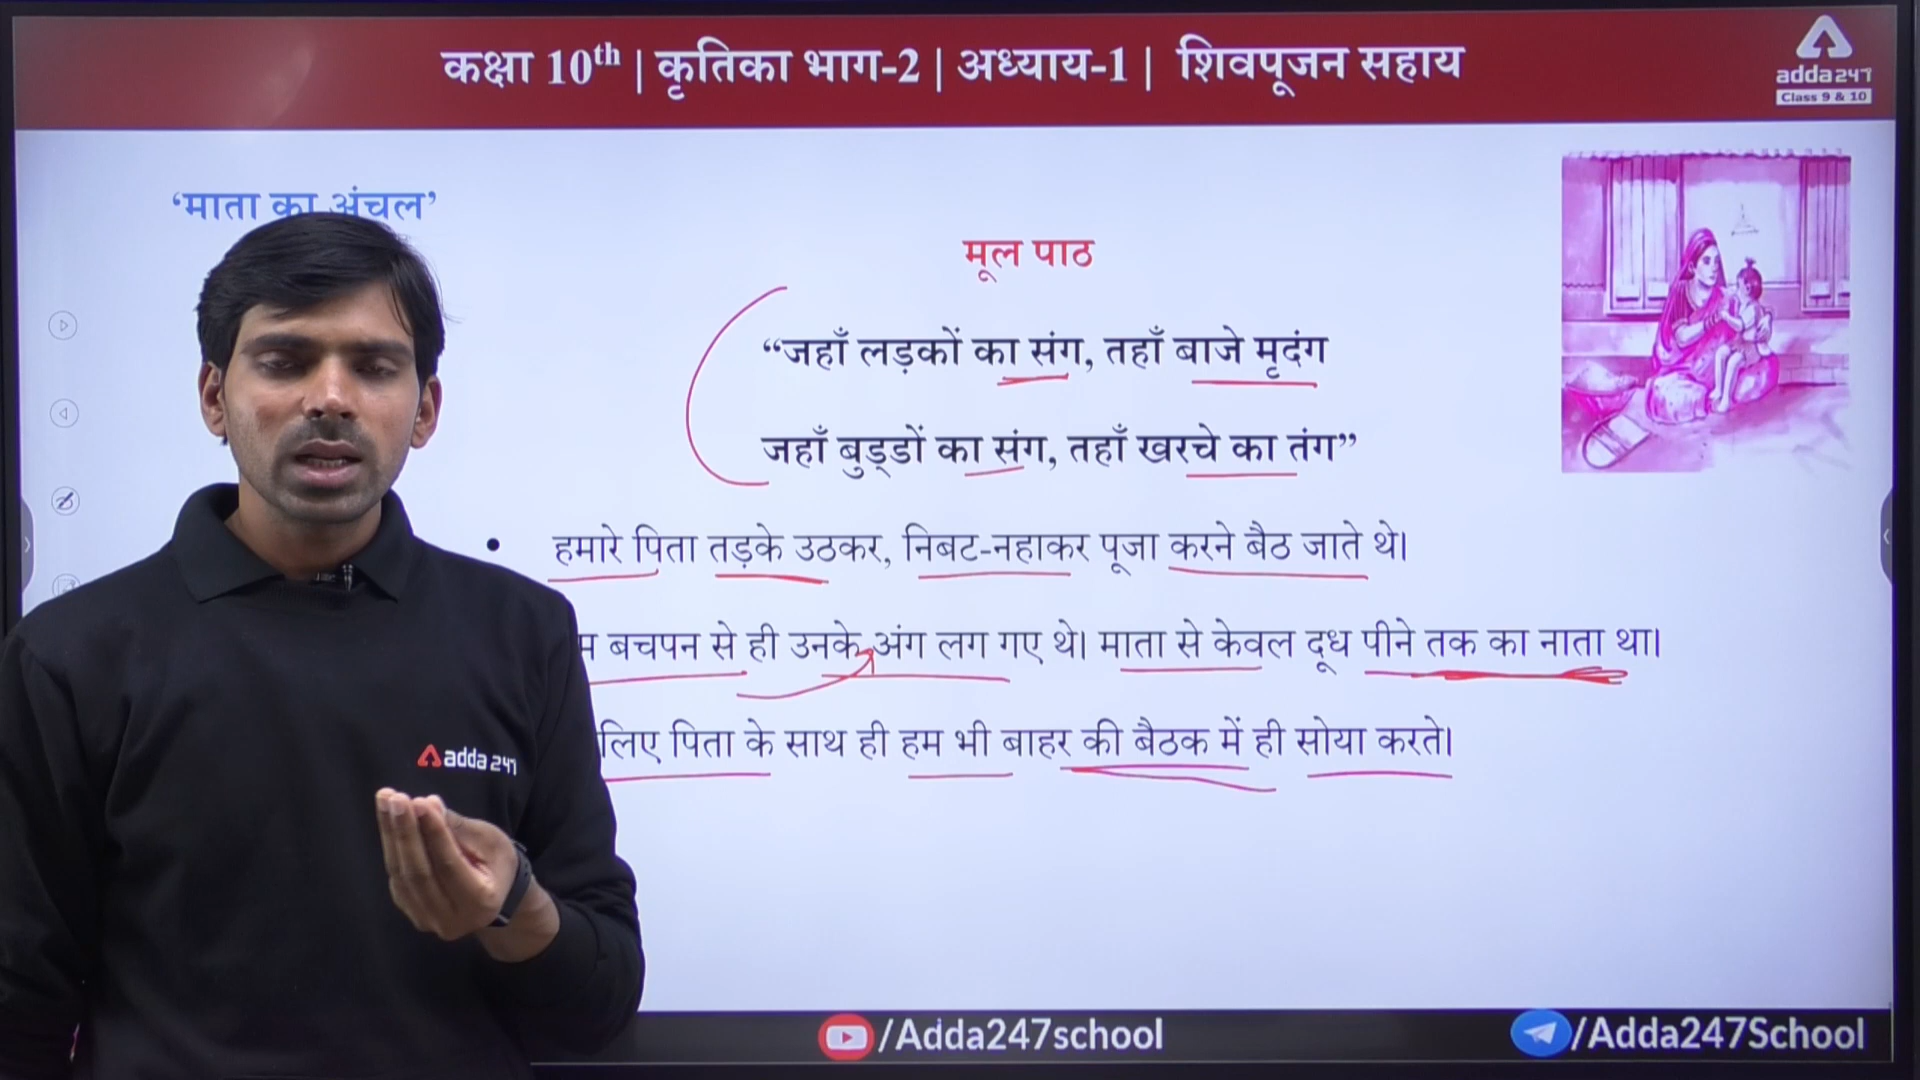 कक्षा 10th | कृतिका भाग-2 | अध्याय-1 | शिवपूजन सहाय
adda247
Class 9 & 10
‘माता का अंचल’
मूल पाठ
“जहाँ लड़कों का संग, तहाँ बाजे मृदंग
जहाँ बुड्डों का संग, तहाँ खरचे का तंग”
• हमारे पिता तड़के उठकर, निबट-नहाकर पूजा करने बैठ जाते थे।
बचपन से ही उनके अंग लग गए थे। माता से केवल दूध पीने तक का नाता था।
लिए पिता के साथ ही हम भी बाहर की बैठक में ही सोया करते।
adda247
/Adda247school
/Adda247School